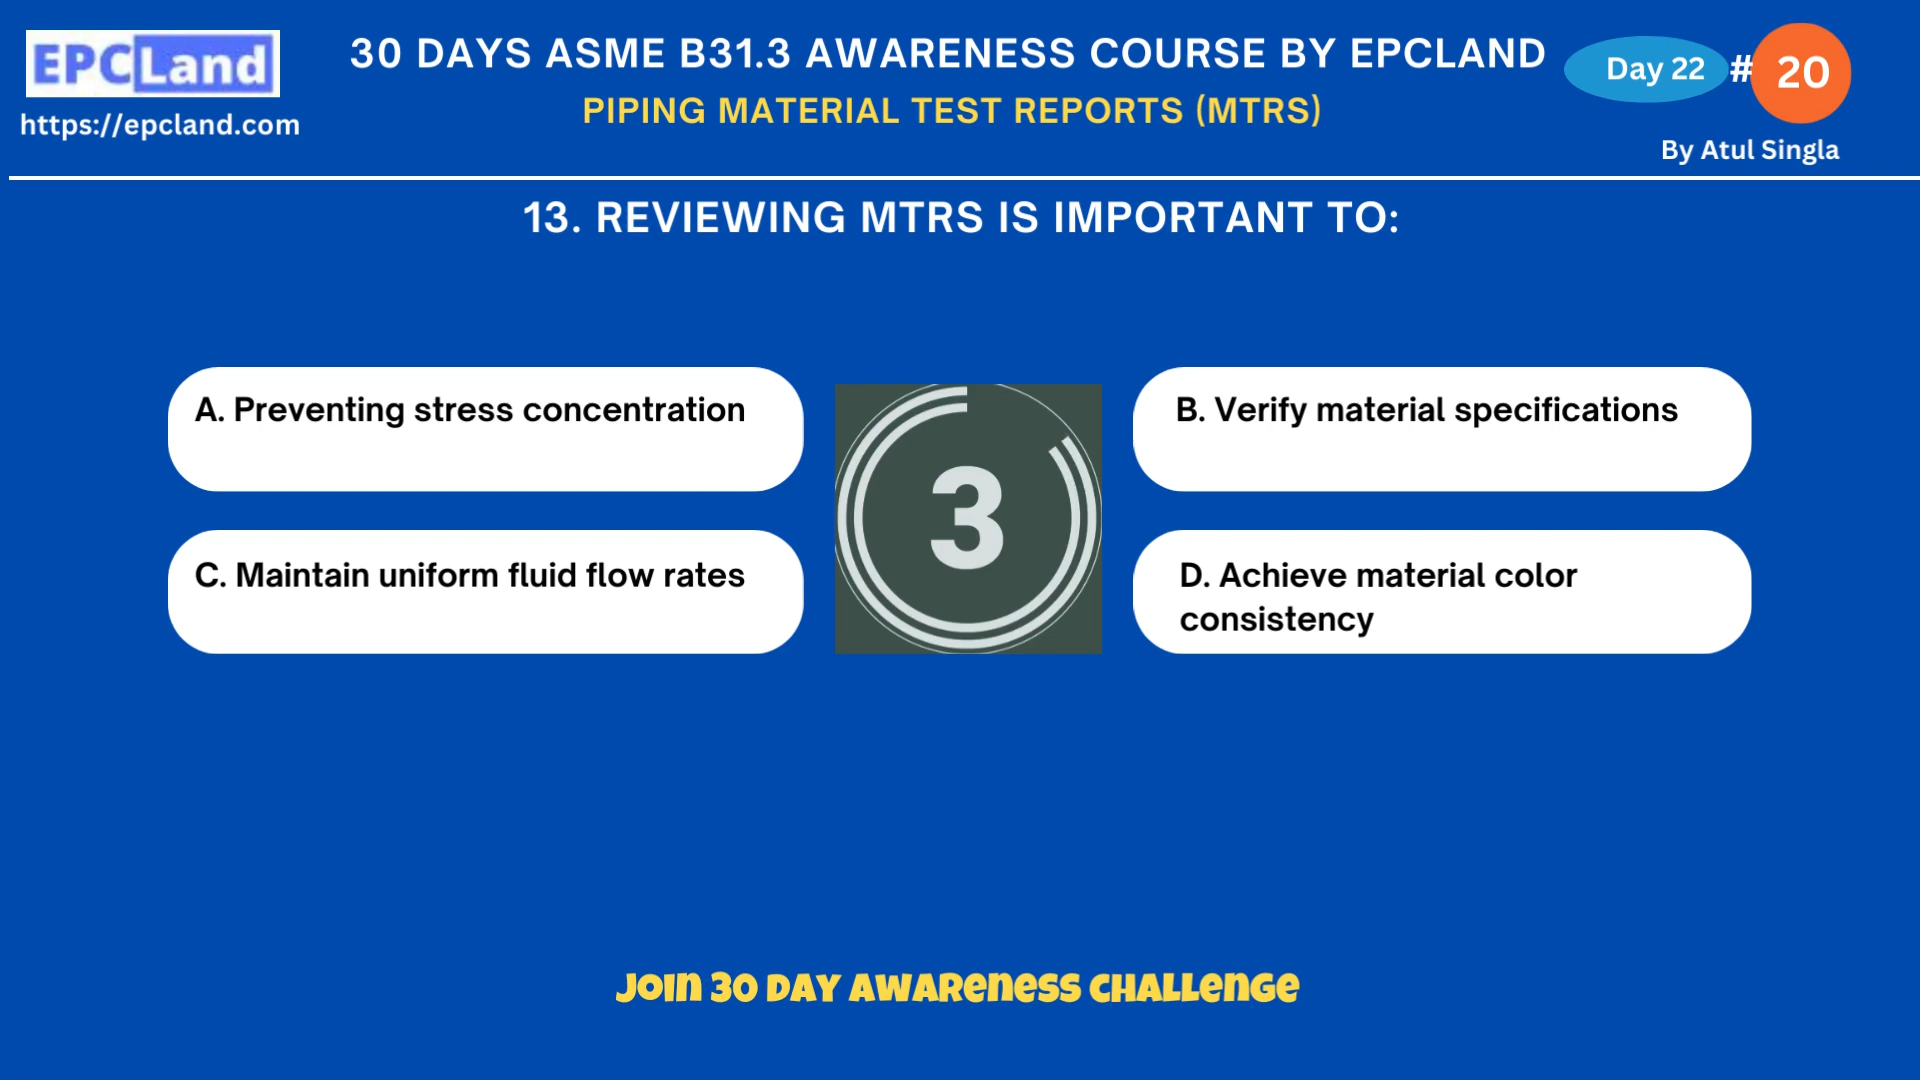 EPCLand
https://epcland.com
30 DAYS ASME B31.3 AWARENESS COURSE BY EPCLAND
PIPING MATERIAL TEST REPORTS (MTRS)
Day 22 # 20
By Atul Singla
13. REVIEWING MTRS IS IMPORTANT TO:
A. Preventing stress concentration
B. Verify material specifications
3
C. Maintain uniform fluid flow rates
D. Achieve material color
consistency
Join 30 Day Awareness Challenge